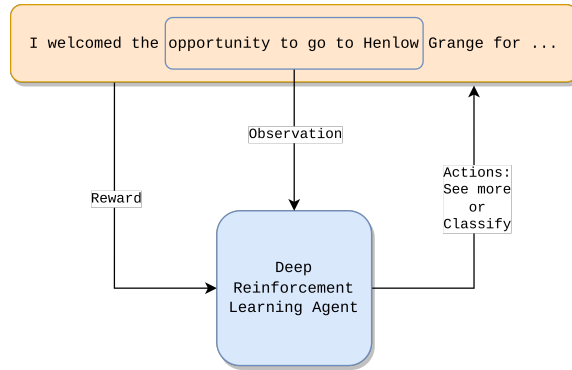 I welcomed the opportunity to go to Henlow Grange for ...
Observation
Reward
Actions:
See more
or
Classify
Deep
Reinforcement
Learning Agent